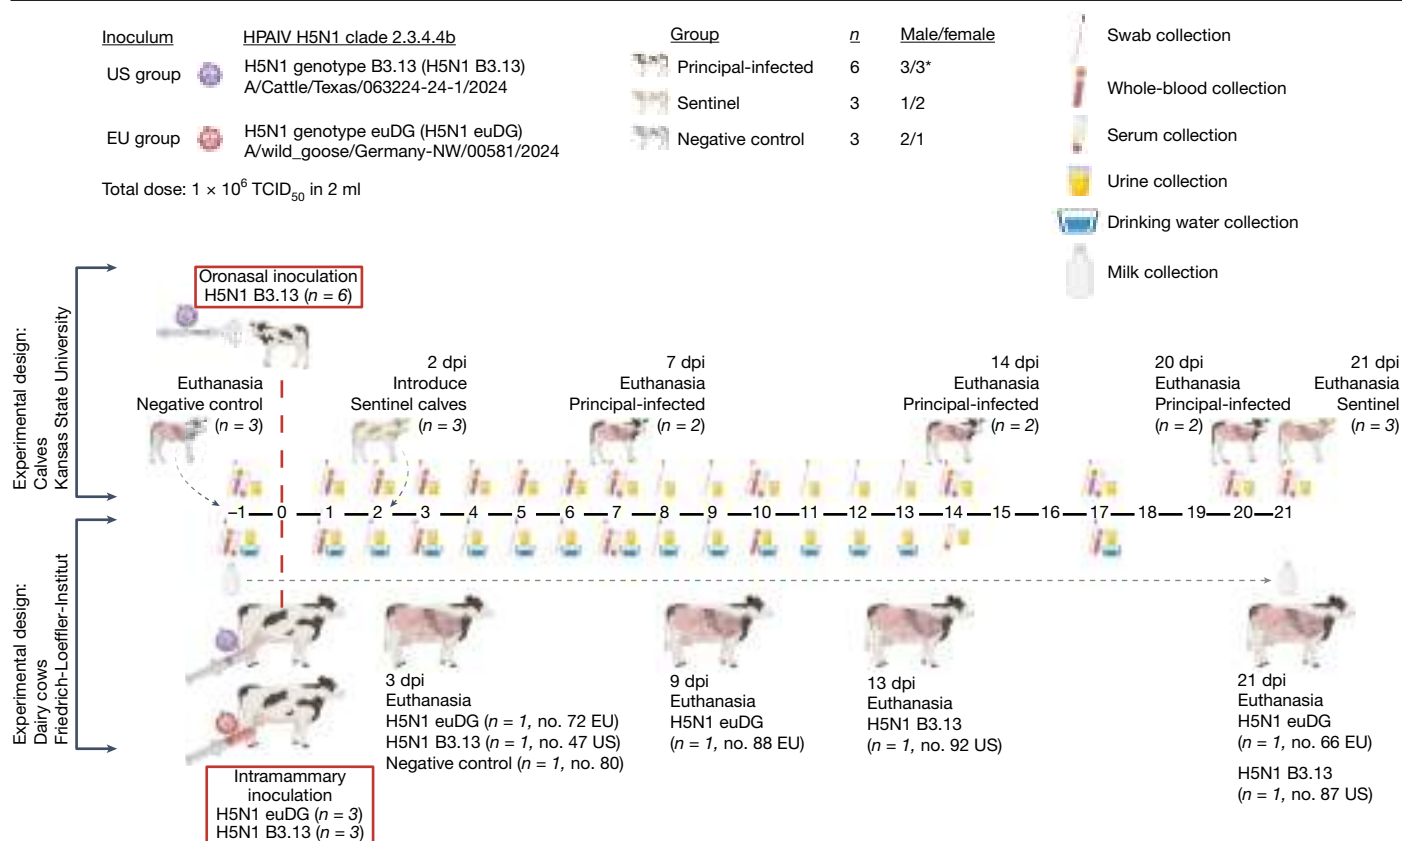 Inoculum HPAIV H5N1 clade 2.3.4.4b
US group H5N1 genotype B3.13 (H5N1 B3.13)
A/Cattle/Texas/063224-24-1/2024
EU group H5N1 genotype euDG (H5N1 euDG)
A/wild_goose/Germany-NW/00581/2024
Total dose: 1 × 10⁶ TCID₅₀ in 2 ml
Group n Male/female
Principal-infected 6 3/3*
Sentinel 3 1/2
Negative control 3 2/1
Swab collection
Whole-blood collection
Serum collection
Urine collection
Drinking water collection
Milk collection
Experimental design:
Calves
Kansas State University
Oronasal inoculation
H5N1 B3.13 (n = 6)
Euthanasia
Negative control
(n = 3)
2 dpi
Introduce
Sentinel calves
(n = 3)
7 dpi
Euthanasia
Principal-infected
(n = 2)
14 dpi
Euthanasia
Principal-infected
(n = 2)
20 dpi
Euthanasia
Principal-infected
(n = 2)
21 dpi
Euthanasia
Sentinel
(n = 3)
–1 0 1 2 3 4 5 6 7 8 9 10 11 12 13 14 15 16 17 18 19 20 21
Experimental design:
Dairy cows
Friedrich-Loeffler-Institut
3 dpi
Euthanasia
H5N1 euDG (n = 1, no. 72 EU)
H5N1 B3.13 (n = 1, no. 47 US)
Negative control (n = 1, no. 80)
9 dpi
Euthanasia
H5N1 euDG
(n = 1, no. 88 EU)
13 dpi
Euthanasia
H5N1 B3.13
(n = 1, no. 92 US)
21 dpi
Euthanasia
H5N1 euDG
(n = 1, no. 66 EU)
H5N1 B3.13
(n = 1, no. 87 US)
Intramammary
inoculation
H5N1 euDG (n = 3)
H5N1 B3.13 (n = 3)